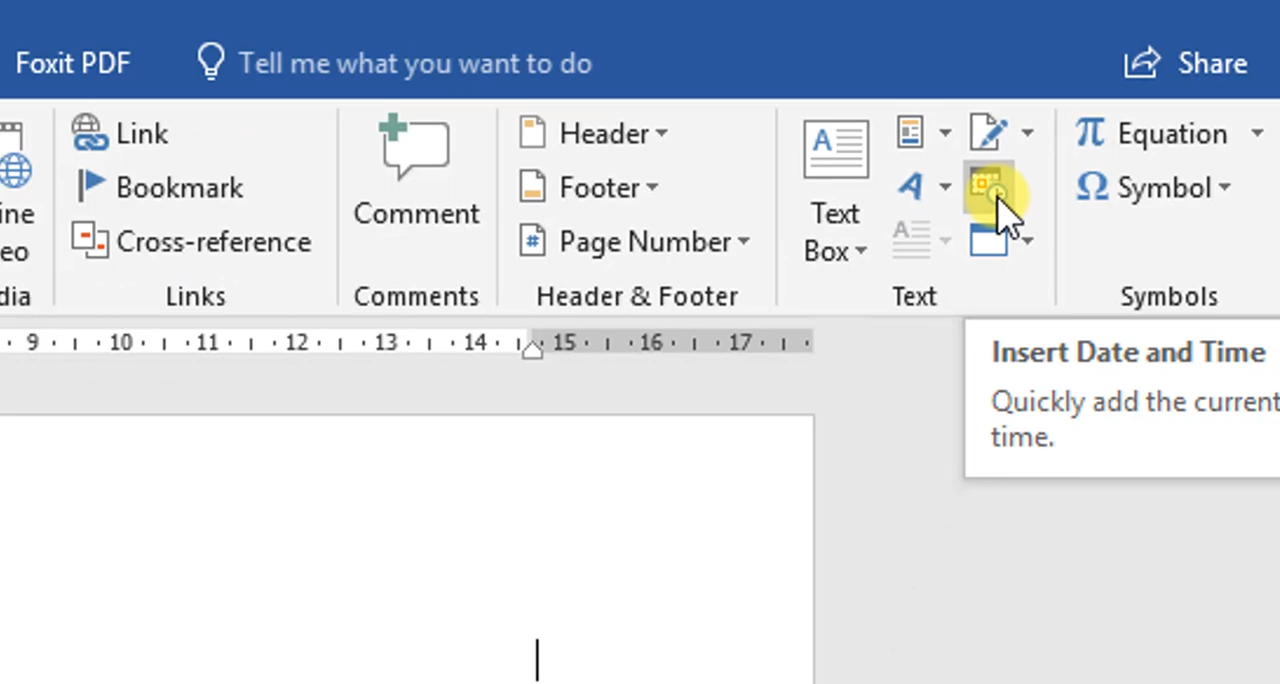 Foxit PDF
Tell me what you want to do
Share
Link
Bookmark
Cross-reference
Links
Comment
Comments
Header
Footer
Page Number
Header & Footer
A
Text
Box
A
A
Text
π Equation
Ω Symbol
Symbols
ine
eo
dia
9 10 11 12 13 14 15 16 17
Insert Date and Time
Quickly add the current
time.